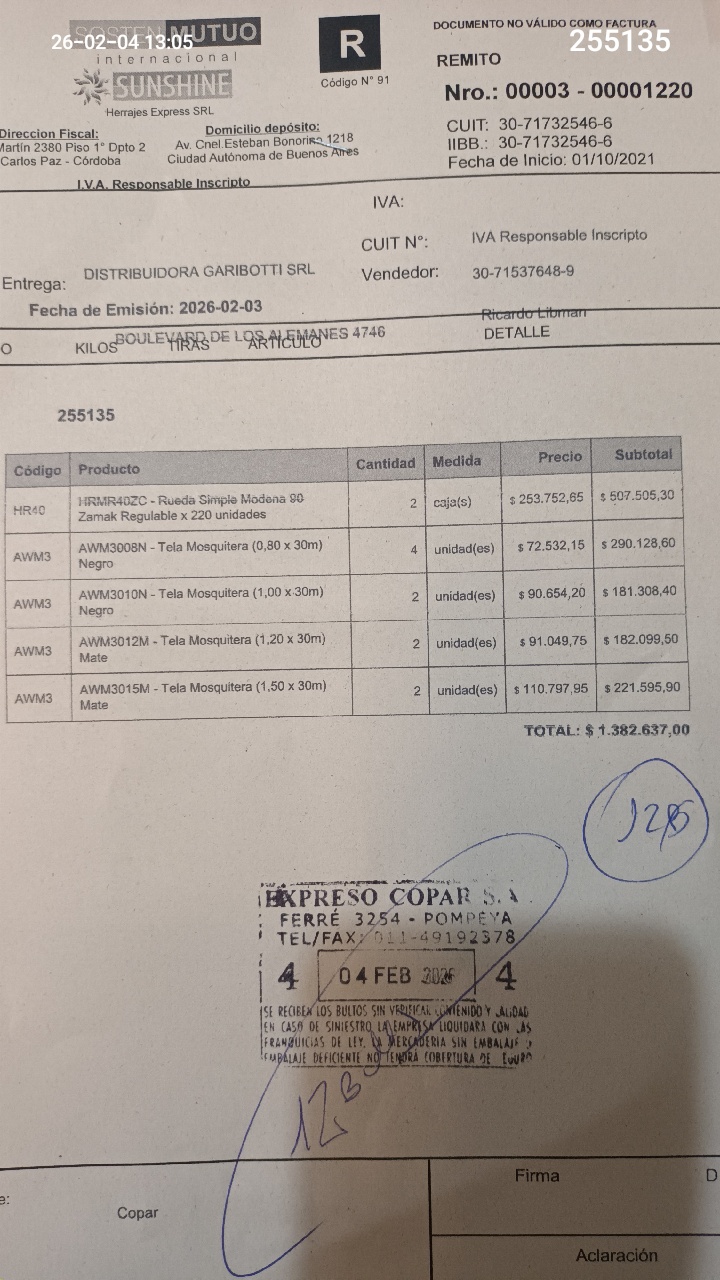 26-02-04 13:05
255135
SOSTEN MUTUO
internacional
SUNSHINE
Herrajes Express SRL
R
Código N° 91
DOCUMENTO NO VÁLIDO COMO FACTURA
REMITO
Nro.: 00003 - 00001220
CUIT: 30-71732546-6
IIBB.: 30-71732546-6
Fecha de Inicio: 01/10/2021
Direccion Fiscal:
Martín 2380 Piso 1° Dpto 2
Carlos Paz - Córdoba
Domicilio depósito:
Av. Cnel.Esteban Bonorino 1218
Ciudad Autónoma de Buenos Aires
I.V.A. Responsable Inscripto
IVA:
CUIT N°: IVA Responsable Inscripto
Entrega: DISTRIBUIDORA GARIBOTTI SRL
Vendedor: 30-71537648-9
Fecha de Emisión: 2026-02-03
Ricardo Libman
BOULEVARD DE LOS ALEMANES 4746
O KILOS TIRAS ARTICULO DETALLE
255135
Código Producto Cantidad Medida Precio Subtotal
HR40 HRMR40ZC - Rueda Simple Modena 90 Zamak Regulable x 220 unidades 2 caja(s) $ 253.752,65 $ 507.505,30
AWM3 AWM3008N - Tela Mosquitera (0,80 x 30m) Negro 4 unidad(es) $ 72.532,15 $ 290.128,60
AWM3 AWM3010N - Tela Mosquitera (1,00 x 30m) Negro 2 unidad(es) $ 90.654,20 $ 181.308,40
AWM3 AWM3012M - Tela Mosquitera (1,20 x 30m) Mate 2 unidad(es) $ 91.049,75 $ 182.099,50
AWM3 AWM3015M - Tela Mosquitera (1,50 x 30m) Mate 2 unidad(es) $ 110.797,95 $ 221.595,90
TOTAL: $ 1.382.637,00
EXPRESO COPAR S.A
FERRÉ 3254 - POMPEYA
TEL/FAX: 011-49192378
4 04 FEB 2026 4
SE RECIBEN LOS BULTOS SIN VERIFICAR CONTENIDO Y CALIDAD
EN CASO DE SINIESTRO LA EMPRESA LIQUIDARA CON LAS
FRANQUICIAS DE LEY. LA MERCADERIA SIN EMBALAJE
EMBALAJE DEFICIENTE NO TENDRÁ COBERTURA DE
e:
Copar
Firma
D
Aclaración